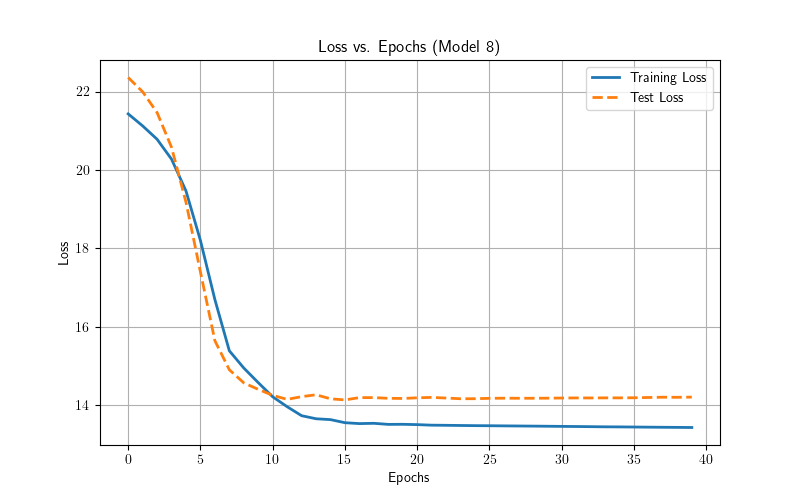 Loss vs. Epochs (Model 8)
Training Loss
Test Loss
22
20
18
16
14
Loss
0 5 10 15 20 25 30 35 40
Epochs